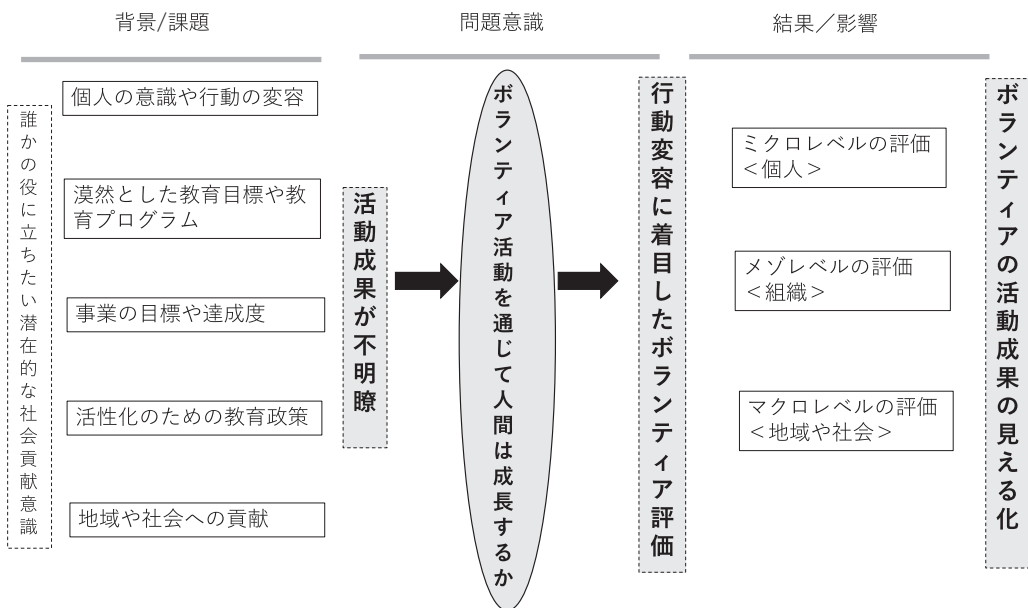 背景/課題
問題意識
結果／影響
誰かの役に立ちたい潜在的な社会貢献意識
個人の意識や行動の変容
漠然とした教育目標や教
育プログラム
事業の目標や達成度
活性化のための教育政策
地域や社会への貢献
活動成果が不明瞭
ボランティア活動を通じて人間は成長するか
行動変容に着目したボランティア評価
ミクロレベルの評価
＜個人＞
メゾレベルの評価
＜組織＞
マクロレベルの評価
＜地域や社会＞
ボランティアの活動成果の見える化